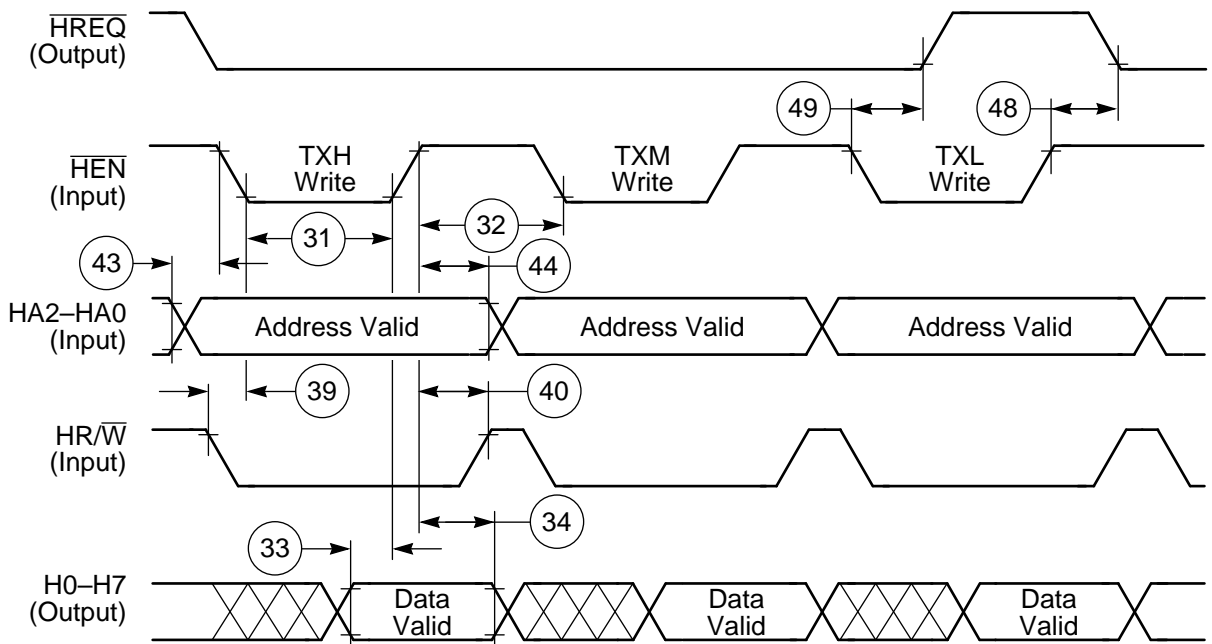 HREQ
(Output)
49
48
HEN
(Input)
TXH
Write
TXM
Write
TXL
Write
31
32
43
44
HA2–HA0
(Input)
Address Valid
Address Valid
Address Valid
39
40
HR/W
(Input)
33
34
H0–H7
(Output)
Data
Valid
Data
Valid
Data
Valid